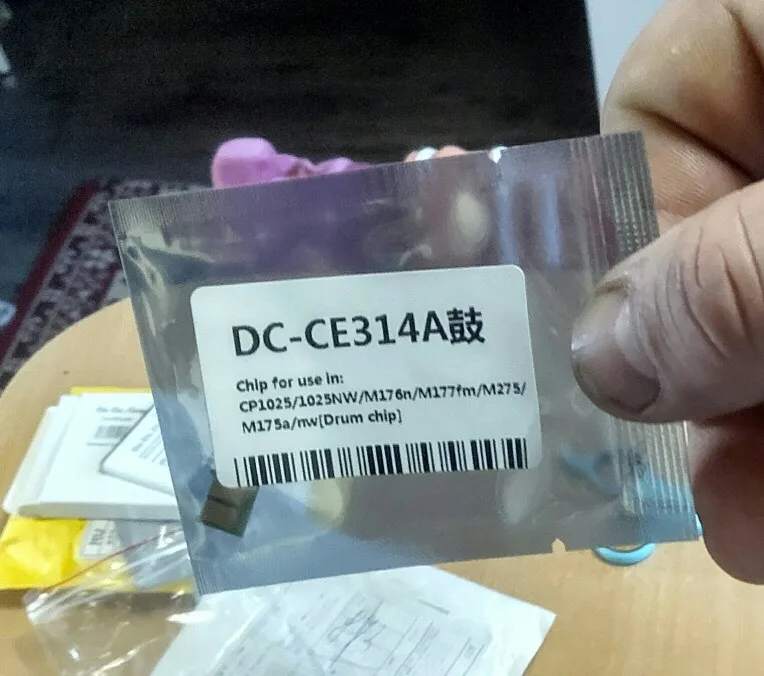 DC-CE314A鼓
Chip for use in:
CP1025/1025NW/M176n/M177fm/M275/
M175a/nw[Drum chip]